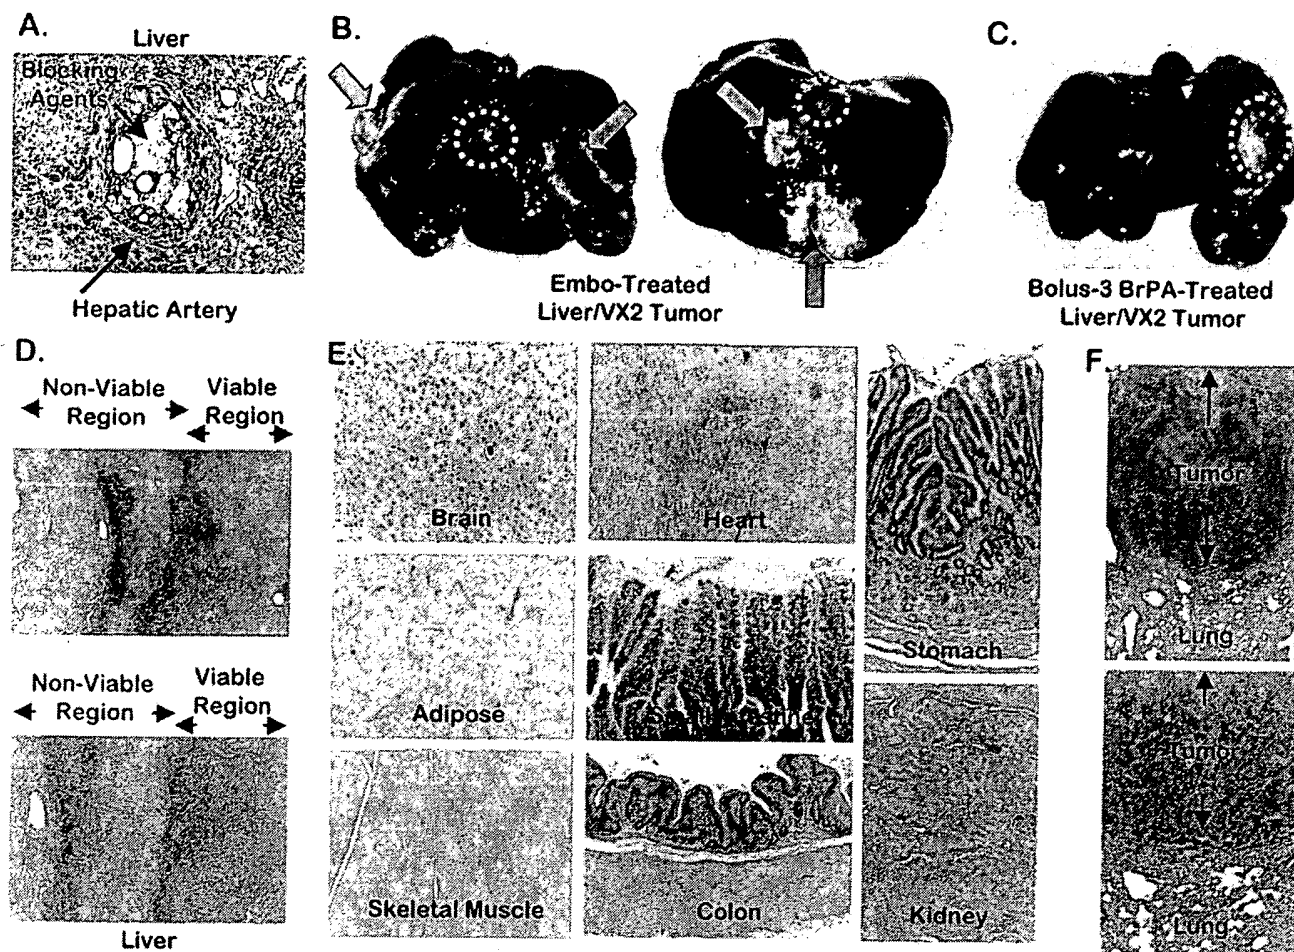 A.
Liver
Blocking
Agents
Hepatic Artery
B.
Embo-Treated
Liver/VX2 Tumor
C.
Bolus-3 BrPA-Treated
Liver/VX2 Tumor
D.
Non-Viable
Region
Viable
Region
Non-Viable
Region
Viable
Region
Liver
E.
Brain
Heart
Stomach
Adipose
Small Intestine
Skeletal Muscle
Colon
Kidney
F.
Tumor
Lung
Tumor
Lung